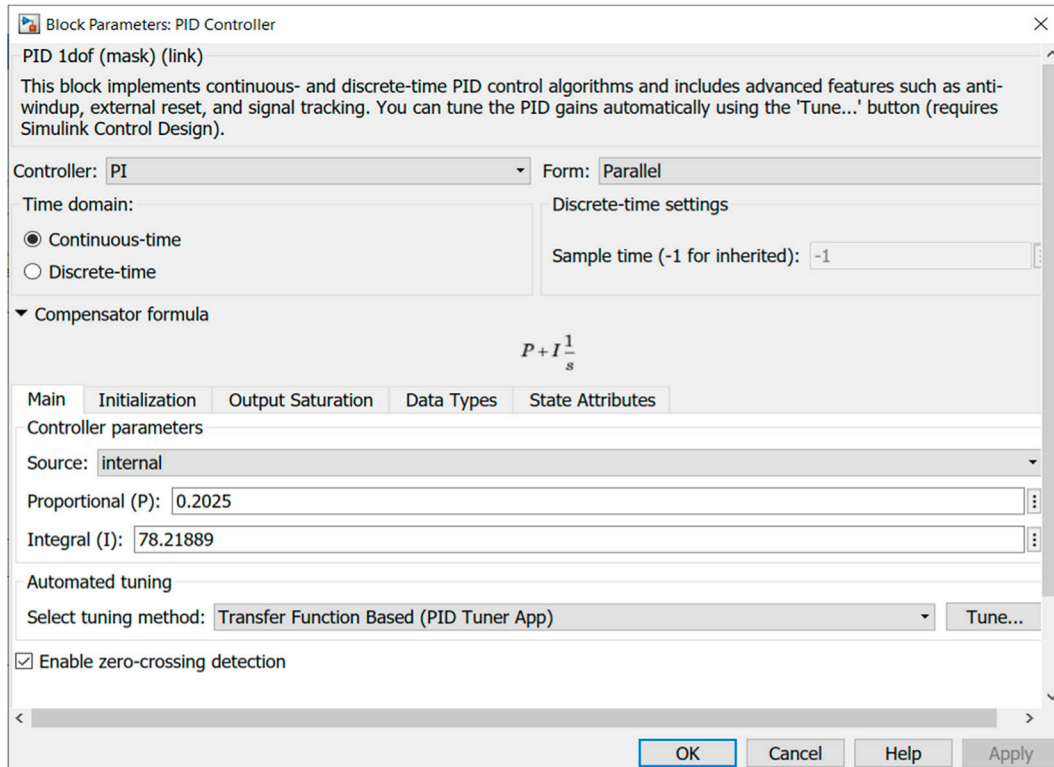 Block Parameters: PID Controller
PID 1dof (mask) (link)
This block implements continuous- and discrete-time PID control algorithms and includes advanced features such as anti-
windup, external reset, and signal tracking. You can tune the PID gains automatically using the 'Tune...' button (requires
Simulink Control Design).
Controller: PI Form: Parallel
Time domain: Discrete-time settings
Continuous-time
Sample time (-1 for inherited): -1
Discrete-time
Compensator formula
P + I 1/s
Main Initialization Output Saturation Data Types State Attributes
Controller parameters
Source: internal
Proportional (P): 0.2025
Integral (I): 78.21889
Automated tuning
Select tuning method: Transfer Function Based (PID Tuner App) Tune...
Enable zero-crossing detection
OK Cancel Help Apply